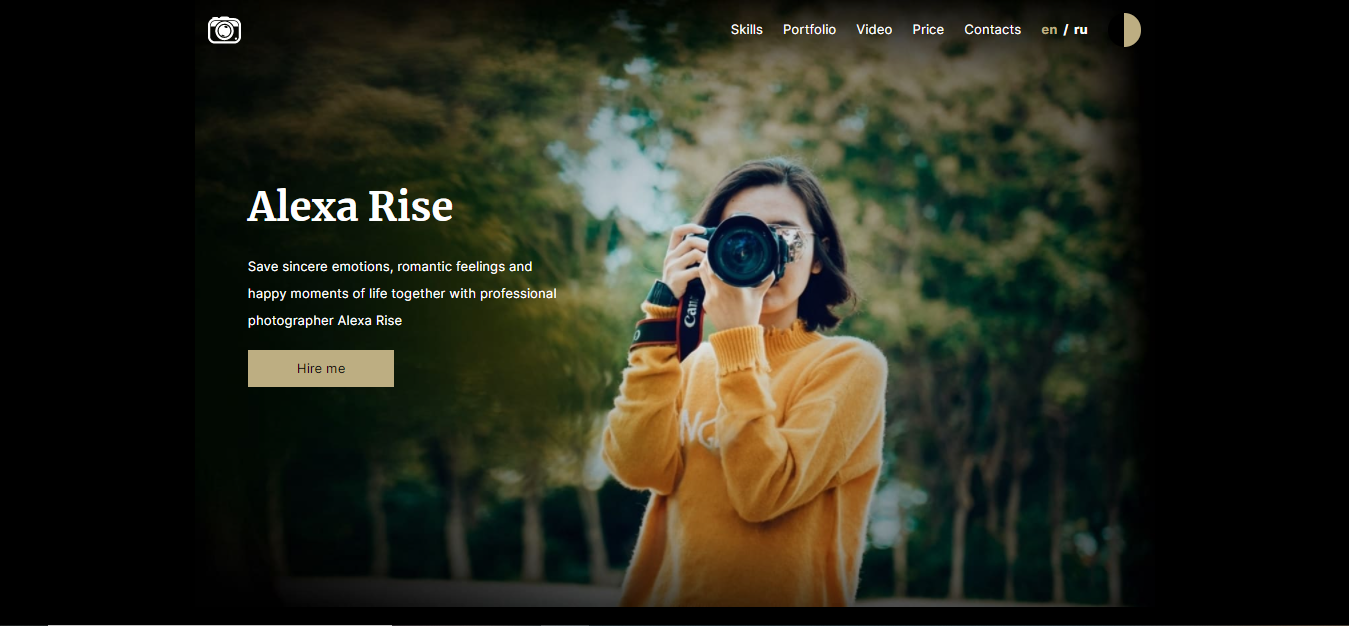 Skills Portfolio Video Price Contacts en / ru
Alexa Rise
Save sincere emotions, romantic feelings and
happy moments of life together with professional
photographer Alexa Rise
Hire me